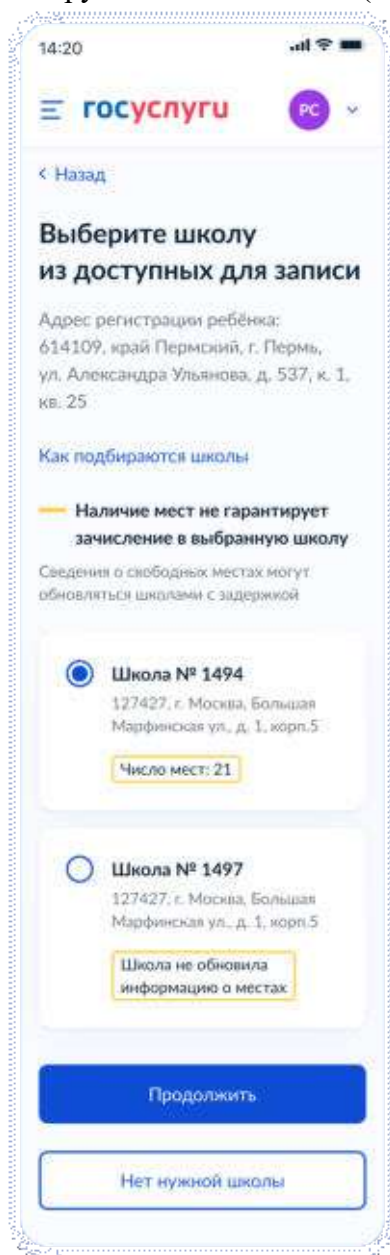 14:20
госуслуги
РС
Назад
Выберите школу
из доступных для записи
Адрес регистрации ребёнка:
614109, край Пермский, г. Пермь,
ул. Александра Ульянова, д. 537, к. 1,
кв. 25
Как подбираются школы
Наличие мест не гарантирует
зачисление в выбранную школу
Сведения о свободных местах могут
обновляться школами с задержкой
Школа № 1494
127427, г. Москва, Большая
Марфинская ул., д. 1, корп.5
Число мест: 21
Школа № 1497
127427, г. Москва, Большая
Марфинская ул., д. 1, корп.5
Школа не обновила
информацию о местах
Продолжить
Нет нужной школы